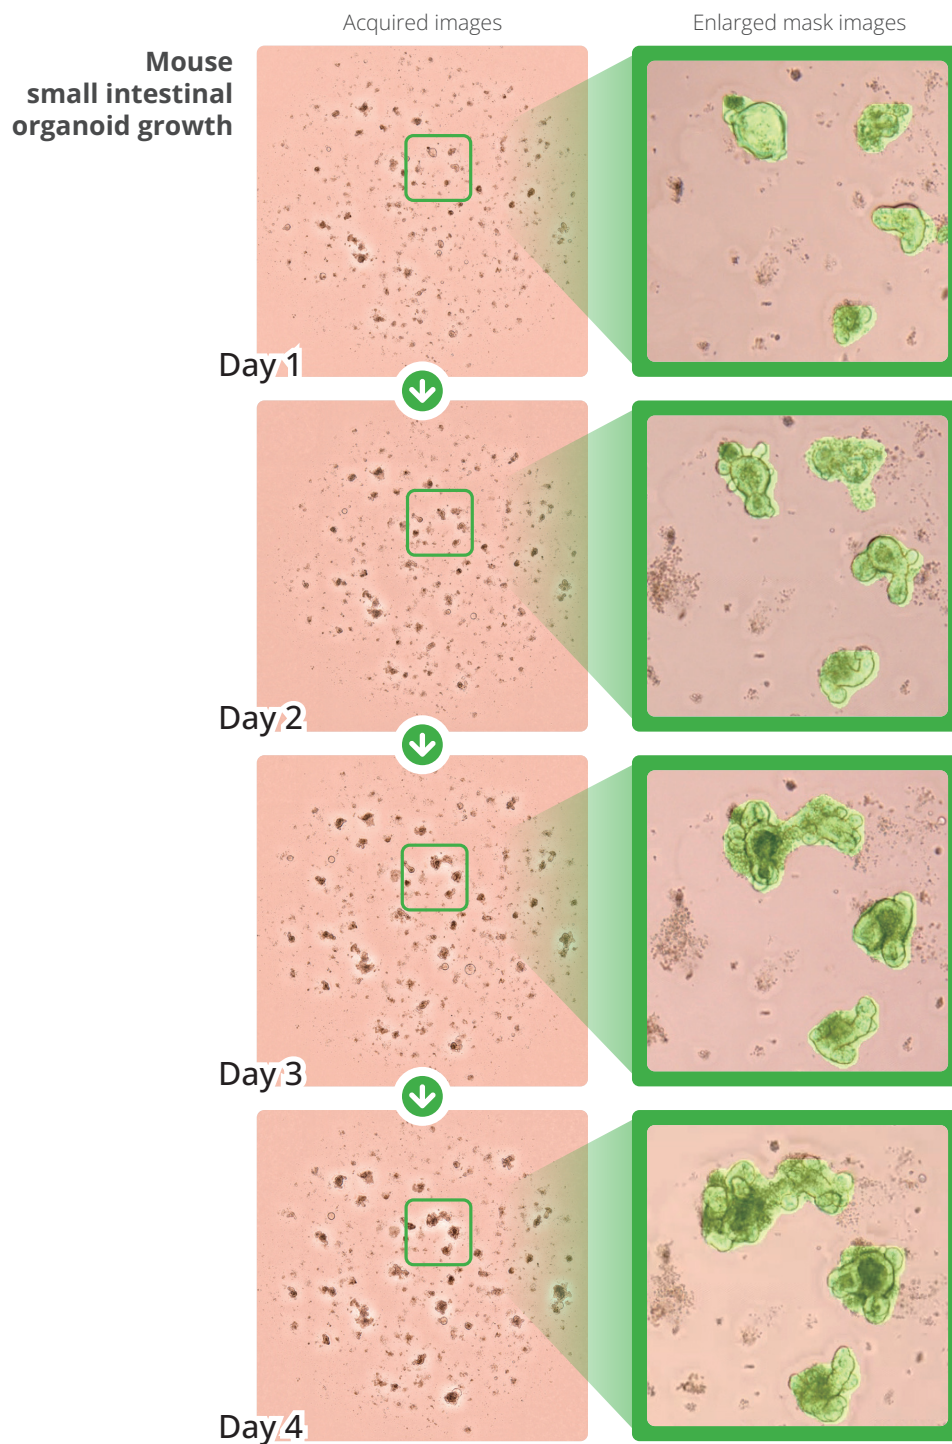 Acquired images
Enlarged mask images
Mouse
small intestinal
organoid growth
Day 1
Day 2
Day 3
Day 4